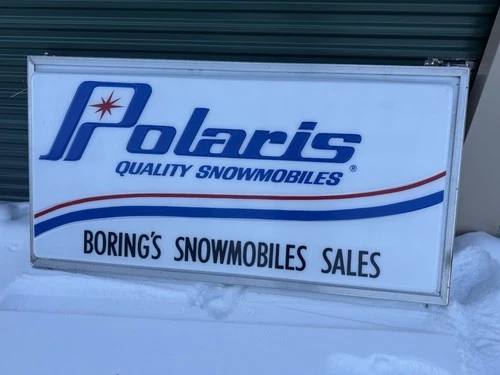 Polaris
QUALITY SNOWMOBILES®
BORING'S SNOWMOBILES SALES